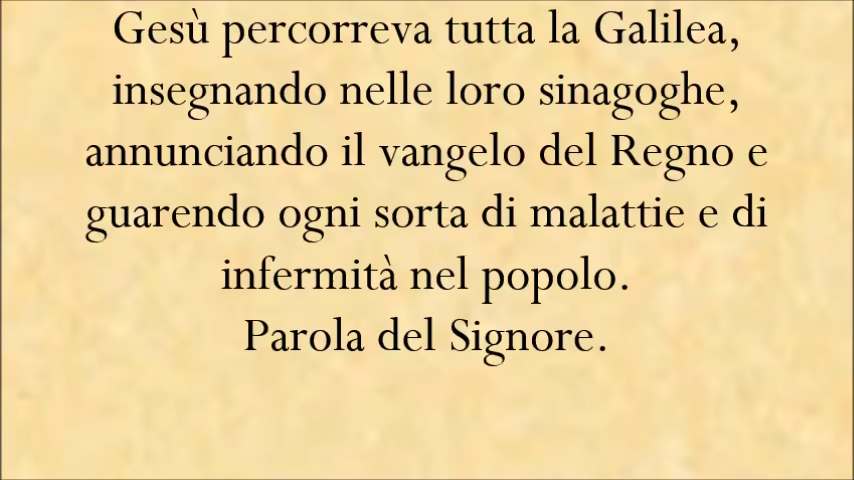 Gesù percorreva tutta la Galilea,
insegnando nelle loro sinagoghe,
annunciando il vangelo del Regno e
guarendo ogni sorta di malattie e di
infermità nel popolo.
Parola del Signore.